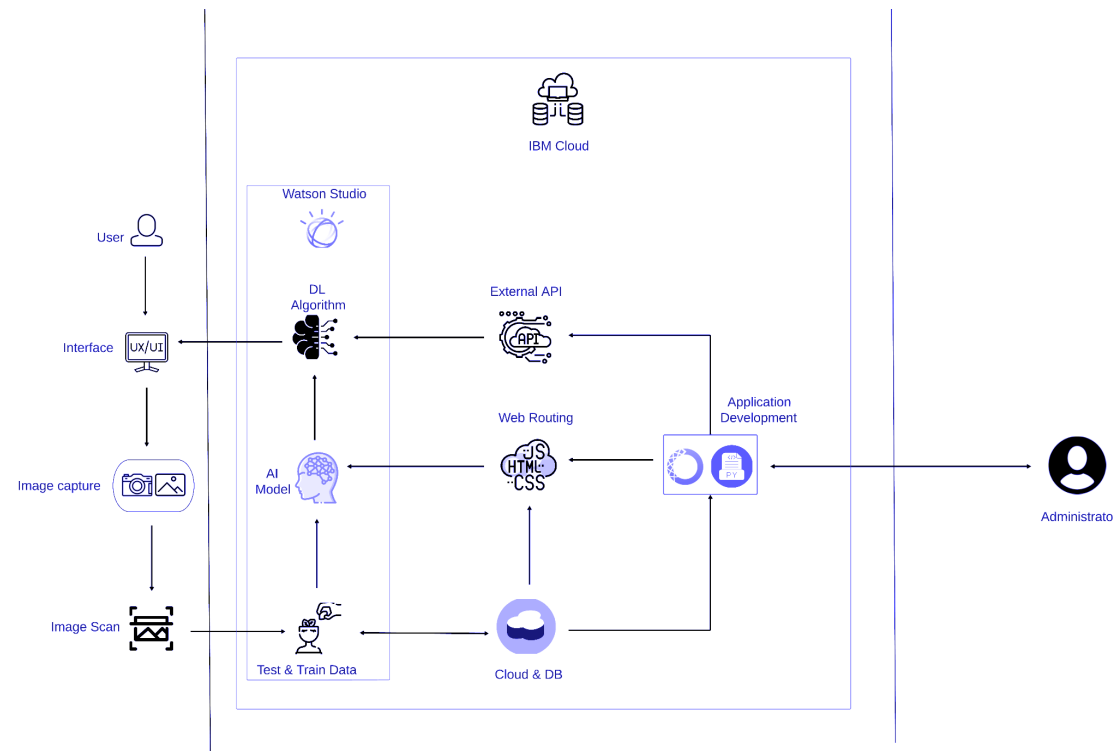 IBM Cloud
Watson Studio
User
DL
Algorithm
External API
Interface
UX/UI
API
Application
Development
Web Routing
JS
HTML
CSS
</>
PY
AI
Model
Image capture
Administrato
Image Scan
Test & Train Data
Cloud & DB